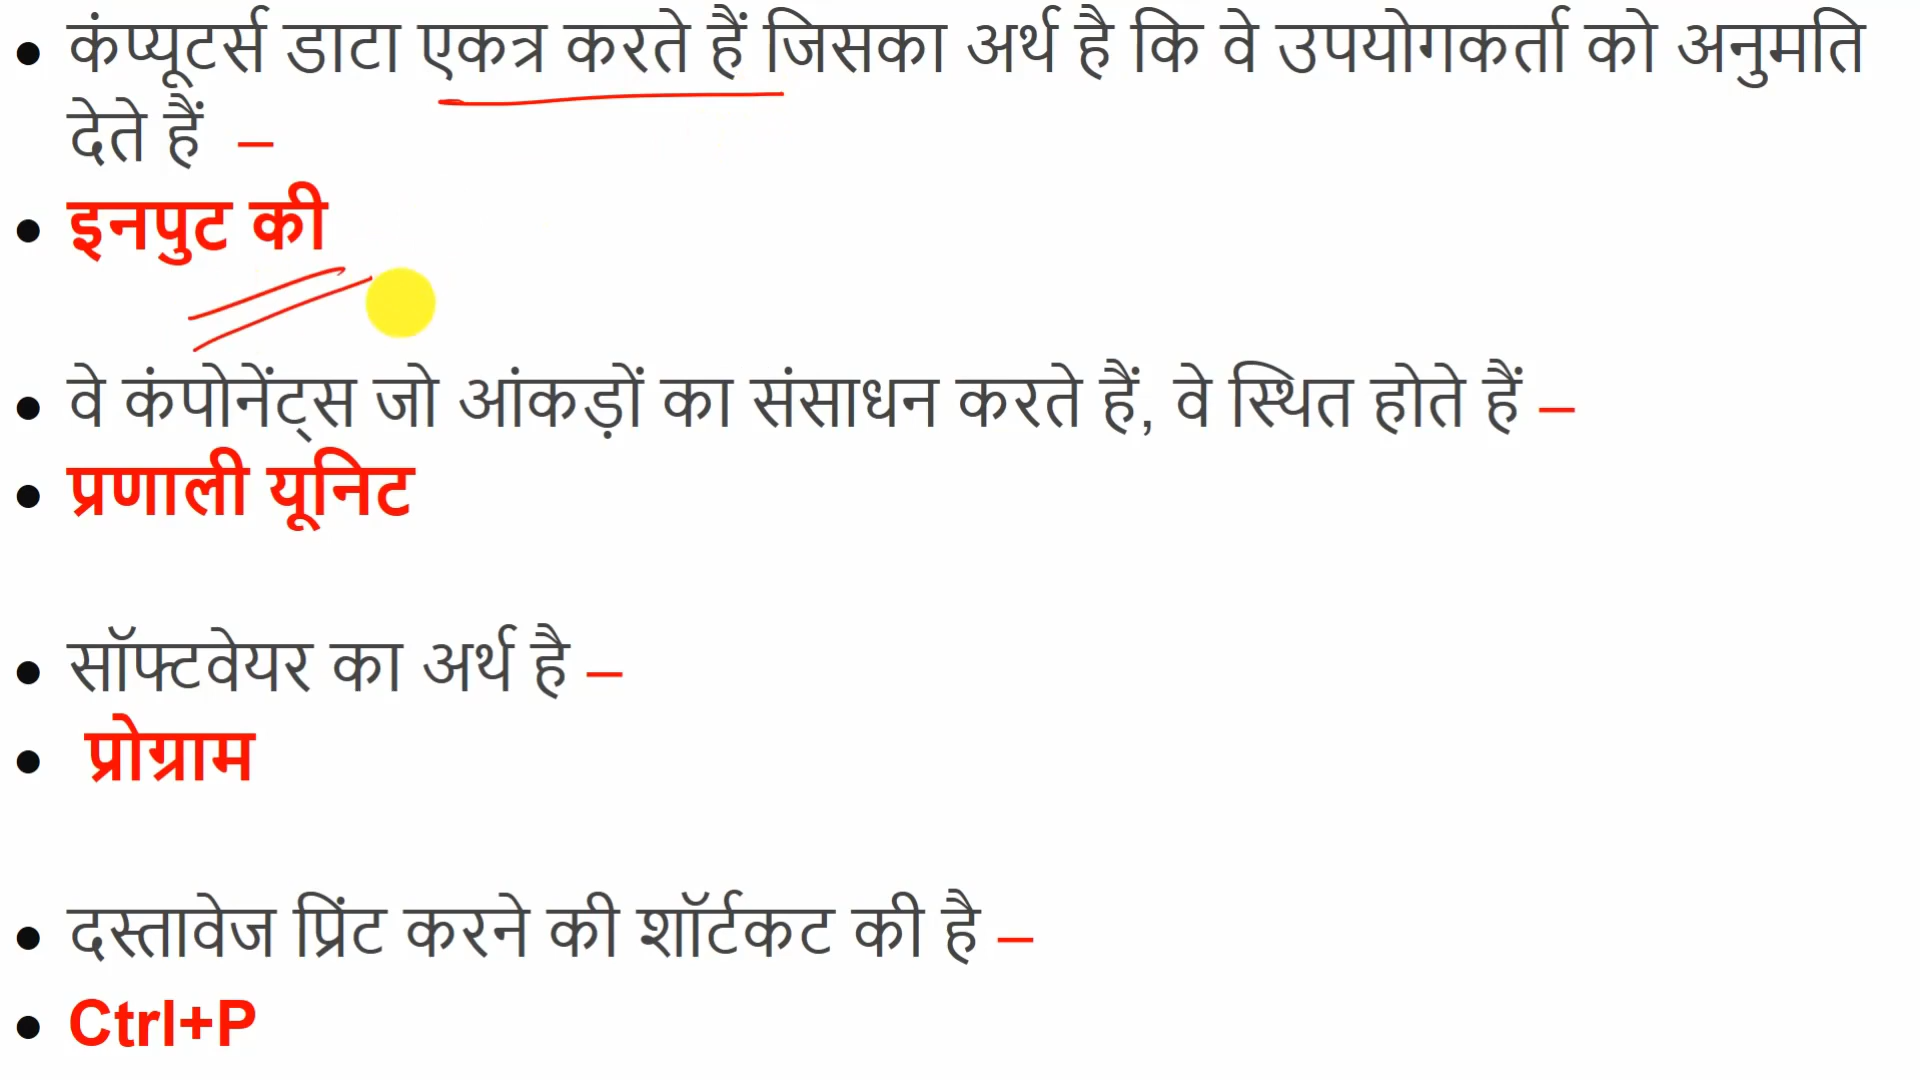 • कंप्यूटर्स डाटा एकत्र करते हैं जिसका अर्थ है कि वे उपयोगकर्ता को अनुमति
देते हैं –
• इनपुट की
• वे कंपोनेंट्स जो आंकड़ों का संसाधन करते हैं, वे स्थित होते हैं –
• प्रणाली यूनिट
• सॉफ्टवेयर का अर्थ है –
• प्रोग्राम
• दस्तावेज प्रिंट करने की शॉर्टकट की है –
• Ctrl+P